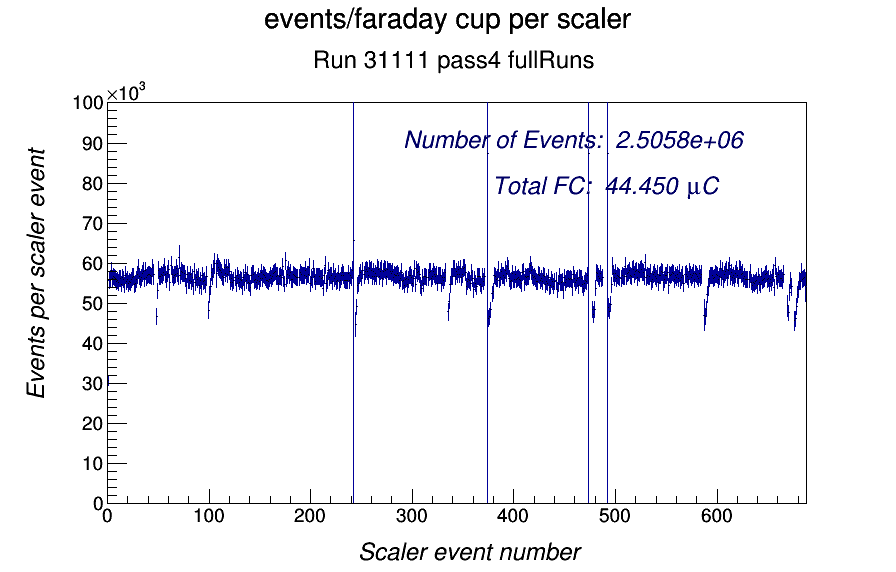 events/faraday cup per scaler
Run 31111 pass4 fullRuns
×10³
100
90
80
70
60
50
40
30
20
10
0
Number of Events: 2.5058e+06
Total FC: 44.450 μC
Events per scaler event
0 100 200 300 400 500 600
Scaler event number